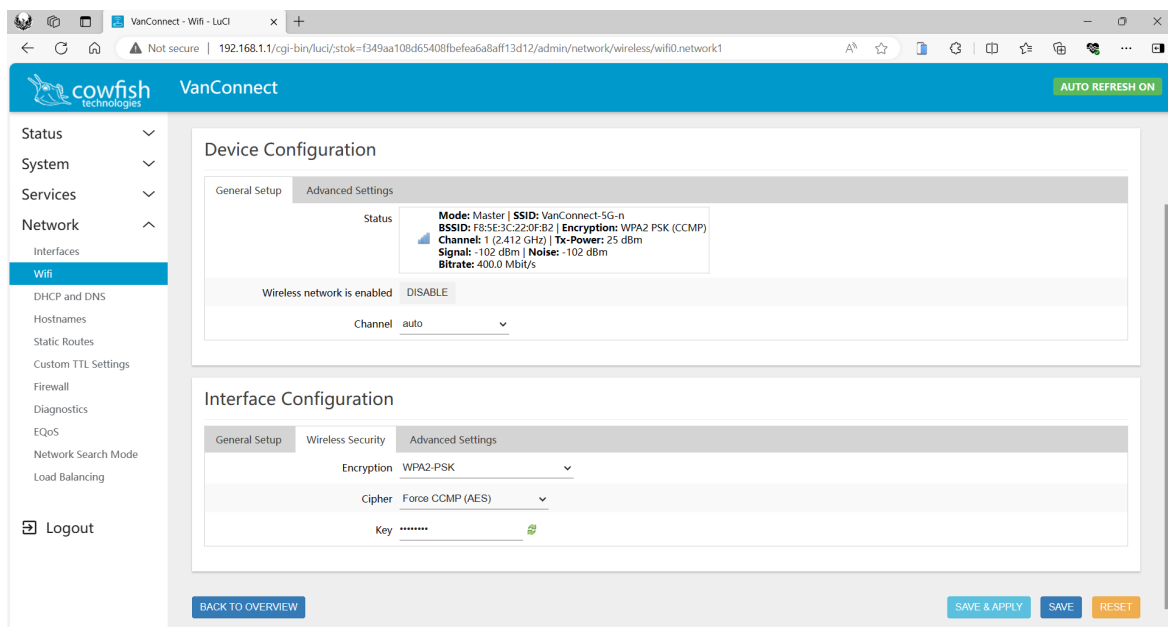 VanConnect - Wifi - LuCI
Not secure 192.168.1.1/cgi-bin/luci/;stok=f349aa108d65408fbefea6a8aff13d12/admin/network/wireless/wifi0.network1
cowfish
technologies
VanConnect
AUTO REFRESH ON
Status
System
Services
Network
Interfaces
Wifi
DHCP and DNS
Hostnames
Static Routes
Custom TTL Settings
Firewall
Diagnostics
EQoS
Network Search Mode
Load Balancing
Logout
Device Configuration
General Setup Advanced Settings
Status
Mode: Master | SSID: VanConnect-5G-n
BSSID: F8:5E:3C:22:0F:B2 | Encryption: WPA2 PSK (CCMP)
Channel: 1 (2.412 GHz) | Tx-Power: 25 dBm
Signal: -102 dBm | Noise: -102 dBm
Bitrate: 400.0 Mbit/s
Wireless network is enabled DISABLE
Channel auto
Interface Configuration
General Setup Wireless Security Advanced Settings
Encryption WPA2-PSK
Cipher Force CCMP (AES)
Key ••••••••
BACK TO OVERVIEW SAVE & APPLY SAVE RESET